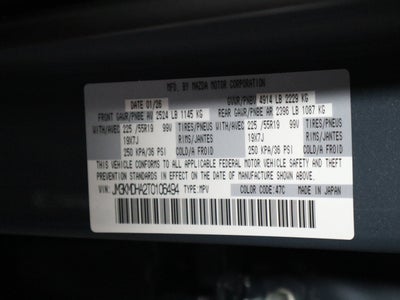 MFD. BY MAZDA MOTOR CORPORATION
DATE 01/26 GVWR/PNBV 4914 LB 2229 KG
FRONT GAWR/PNBE AV 2524 LB 1145 KG REAR GAWR/PNBE AR 2396 LB 1087 KG
WITH/AVEC 225 /55R19 99V TIRES/PNEUS WITH/AVEC 225 /55R19 99V TIRES/PNEUS
19X7J RIMS/JANTES 19X7J RIMS/JANTES
250 KPA/36 PSI COLD/A FROID 250 KPA/36 PSI COLD/A FROID
THIS VEHICLE CONFORMS TO ALL APPLICABLE FEDERAL MOTOR VEHICLE SAFETY AND THEFT
PREVENTION STANDARDS IN EFFECT ON THE DATE OF MANUFACTURE SHOWN ABOVE.
VIN: JM3KMDHA2T0106494 TYPE:MPV COLOR CODE:47C MADE IN JAPAN